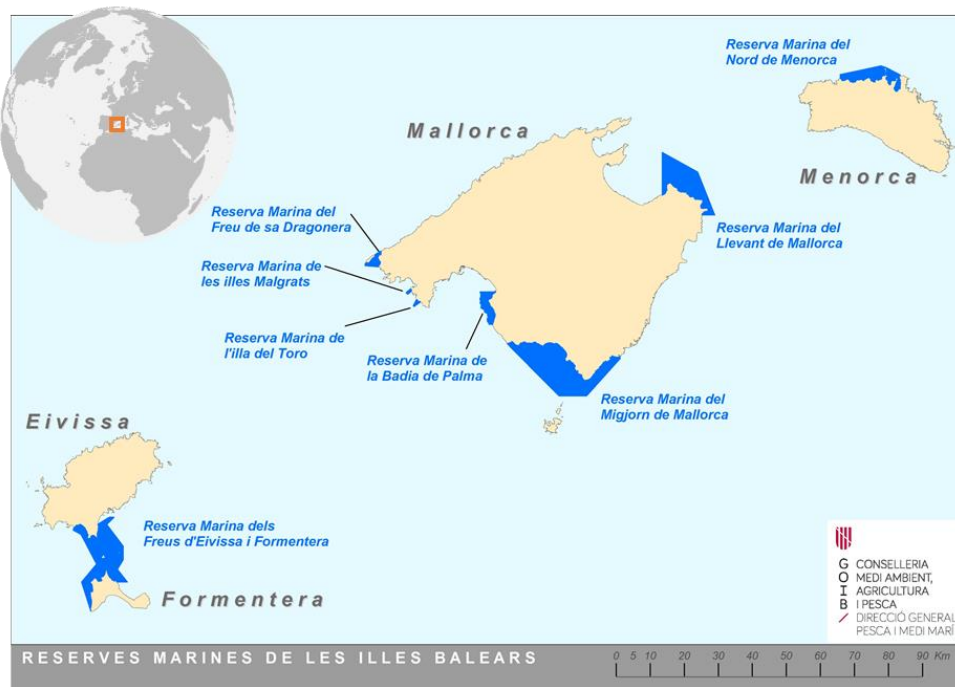 Reserva Marina del
Nord de Menorca
Mallorca
Menorca
Reserva Marina del
Freu de sa Dragonera
Reserva Marina del
Llevant de Mallorca
Reserva Marina de
les illes Malgrats
Reserva Marina de
l'illa del Toro
Reserva Marina de
la Badia de Palma
Reserva Marina del
Migjorn de Mallorca
Eivissa
Reserva Marina dels
Freus d'Eivissa i Formentera
Formentera
G CONSELLERIA
O MEDI AMBIENT,
I AGRICULTURA
B I PESCA
/ DIRECCIÓ GENERAL
PESCA I MEDI MARÍ
RESERVES MARINES DE LES ILLES BALEARS
0 5 10 20 30 40 50 60 70 80 90 Km